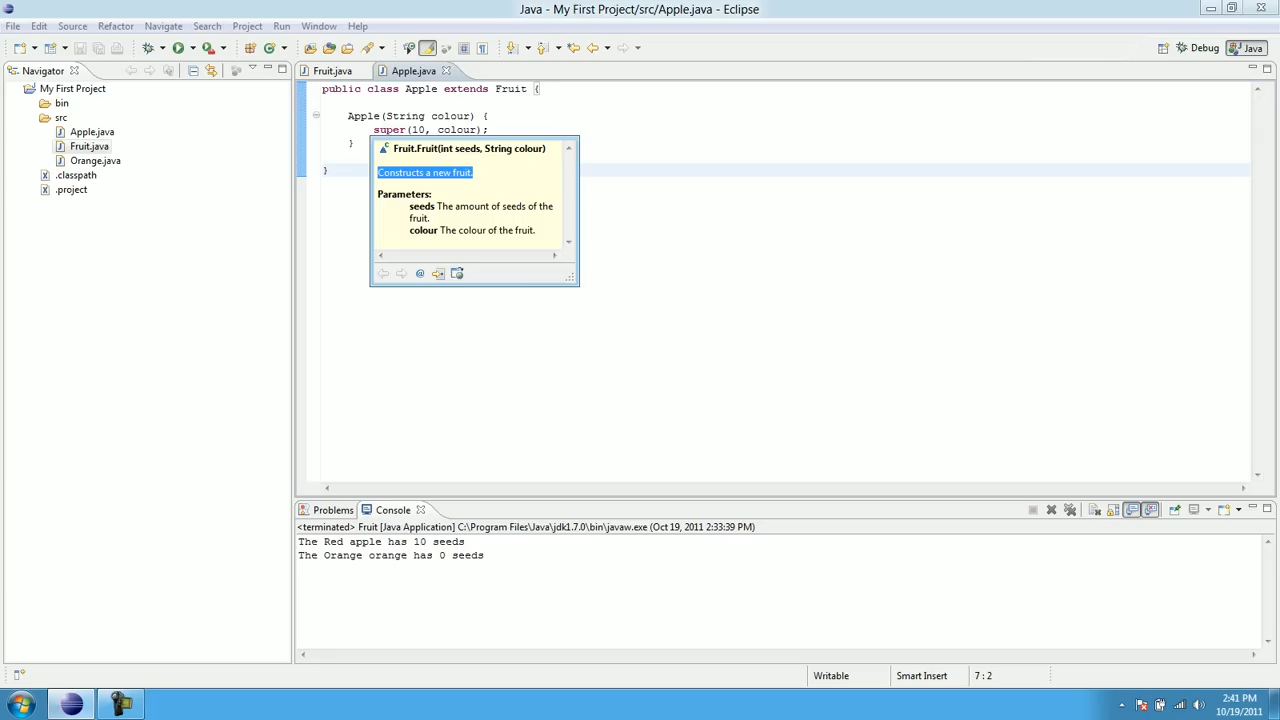 Java - My First Project/src/Apple.java - Eclipse
File Edit Source Refactor Navigate Search Project Run Window Help
Debug Java
Navigator
Fruit.java Apple.java
My First Project
bin
src
Apple.java
Fruit.java
Orange.java
.classpath
.project
public class Apple extends Fruit {
Apple(String colour) {
super(10, colour);
}
}
Fruit.Fruit(int seeds, String colour)
Constructs a new fruit.
Parameters:
seeds The amount of seeds of the
fruit.
colour The colour of the fruit.
@
Problems Console
<terminated> Fruit [Java Application] C:\Program Files\Java\jdk1.7.0\bin\javaw.exe (Oct 19, 2011 2:33:39 PM)
The Red apple has 10 seeds
The Orange orange has 0 seeds
Writable Smart Insert 7 : 2
2:41 PM
10/19/2011